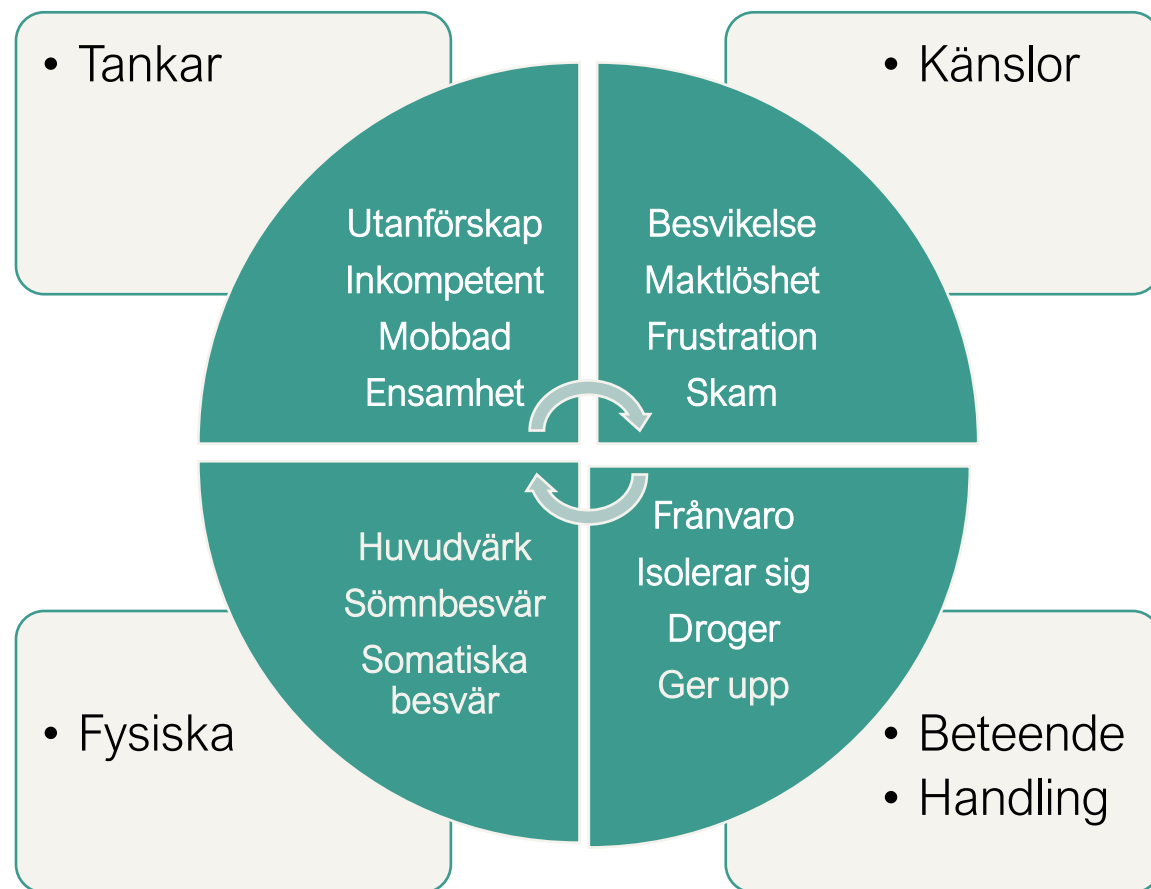 • Tankar
Utanförskap
Inkompetent
Mobbad
Ensamhet
• Känslor
Besvikelse
Maktlöshet
Frustration
Skam
• Fysiska
Huvudvärk
Sömnbesvär
Somatiska
besvär
Frånvaro
Isolerar sig
Droger
Ger upp
• Beteende
• Handling